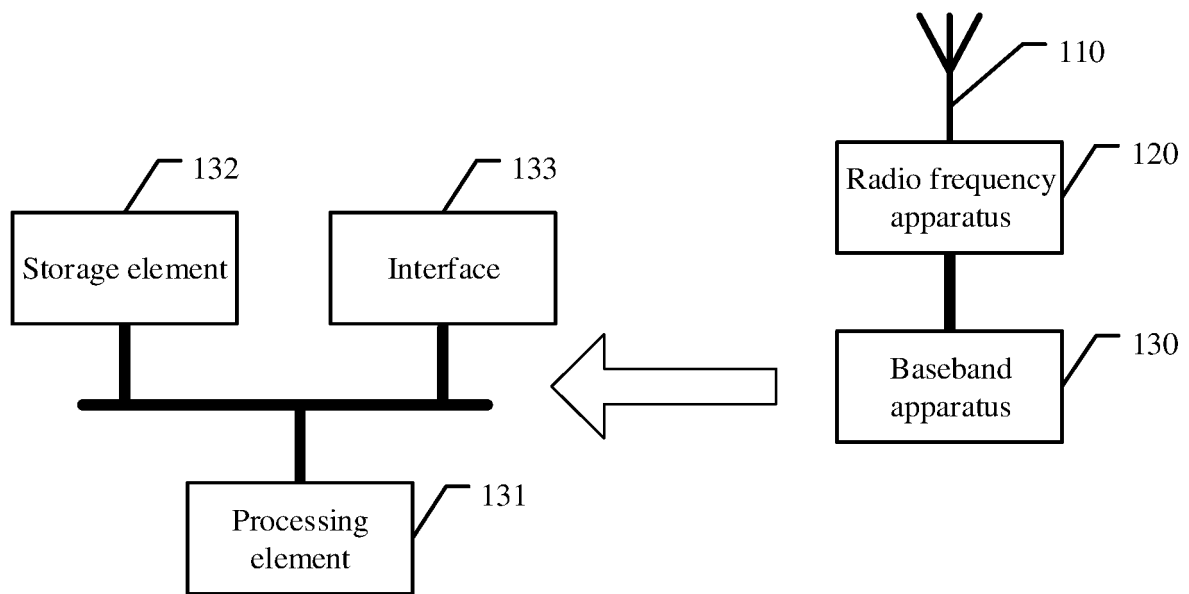 110
Radio frequency
apparatus
120
132
133
Storage element
Interface
Baseband
apparatus
130
Processing
element
131